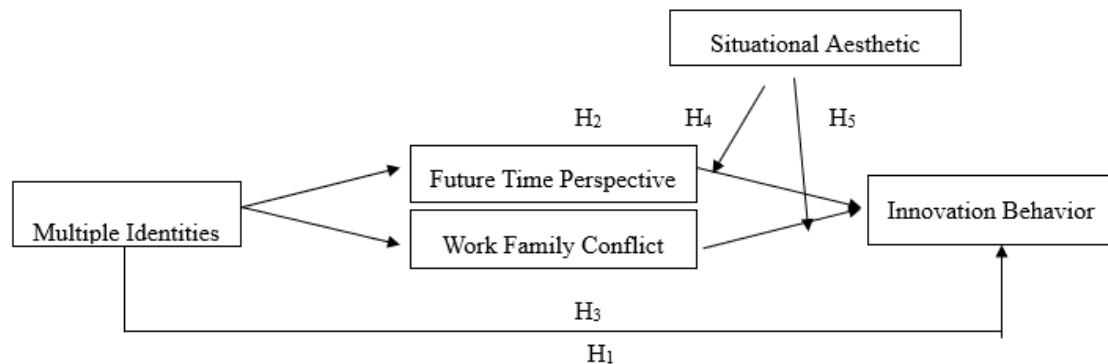 Situational Aesthetic
H₂
H₄
H₅
Future Time Perspective
Multiple Identities
Work Family Conflict
Innovation Behavior
H₃
H₁